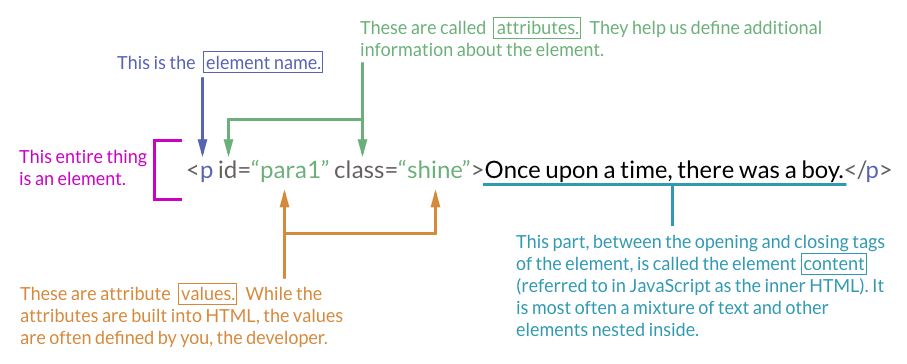 These are called attributes. They help us define additional
information about the element.
This is the element name.
This entire thing
is an element.
<p id=“para1” class=“shine”>Once upon a time, there was a boy.</p>
This part, between the opening and closing tags
of the element, is called the element content
(referred to in JavaScript as the inner HTML). It
is most often a mixture of text and other
elements nested inside.
These are attribute values. While the
attributes are built into HTML, the values
are often defined by you, the developer.